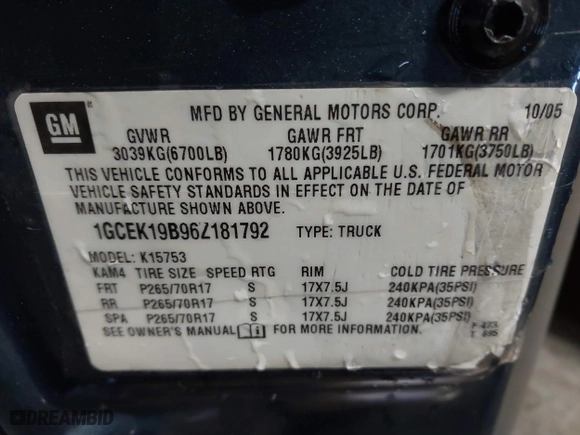 GM
MFD BY GENERAL MOTORS CORP. 10/05
GVWR GAWR FRT GAWR RR
3039KG(6700LB) 1780KG(3925LB) 1701KG(3750LB)
THIS VEHICLE CONFORMS TO ALL APPLICABLE U.S. FEDERAL MOTOR
VEHICLE SAFETY STANDARDS IN EFFECT ON THE DATE OF
MANUFACTURE SHOWN ABOVE.
1GCEK19B96Z181792 TYPE: TRUCK
MODEL: K15753
KAM4 TIRE SIZE SPEED RTG RIM COLD TIRE PRESSURE
FRT P265/70R17 S 17X7.5J 240KPA(35PSI)
RR P265/70R17 S 17X7.5J 240KPA(35PSI)
SPA P265/70R17 S 17X7.5J 240KPA(35PSI)
SEE OWNER'S MANUAL FOR MORE INFORMATION.
DREAMBID